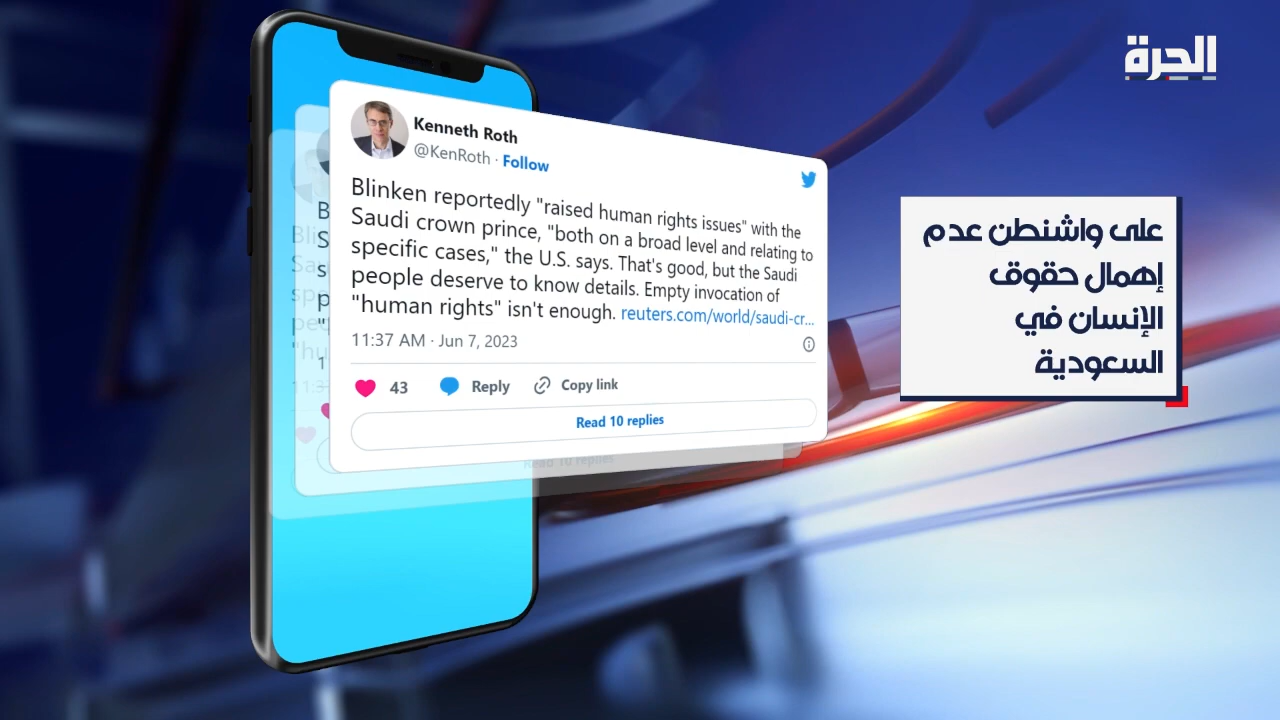 الحرة
Kenneth Roth
@KenRoth · Follow
Blinken reportedly "raised human rights issues" with the
Saudi crown prince, "both on a broad level and relating to
specific cases," the U.S. says. That's good, but the Saudi
people deserve to know details. Empty invocation of
"human rights" isn't enough. reuters.com/world/saudi-cr...
11:37 AM · Jun 7, 2023
43 Reply Copy link
Read 10 replies
على واشنطن عدم
إهمال حقوق
الإنسان في
السعودية